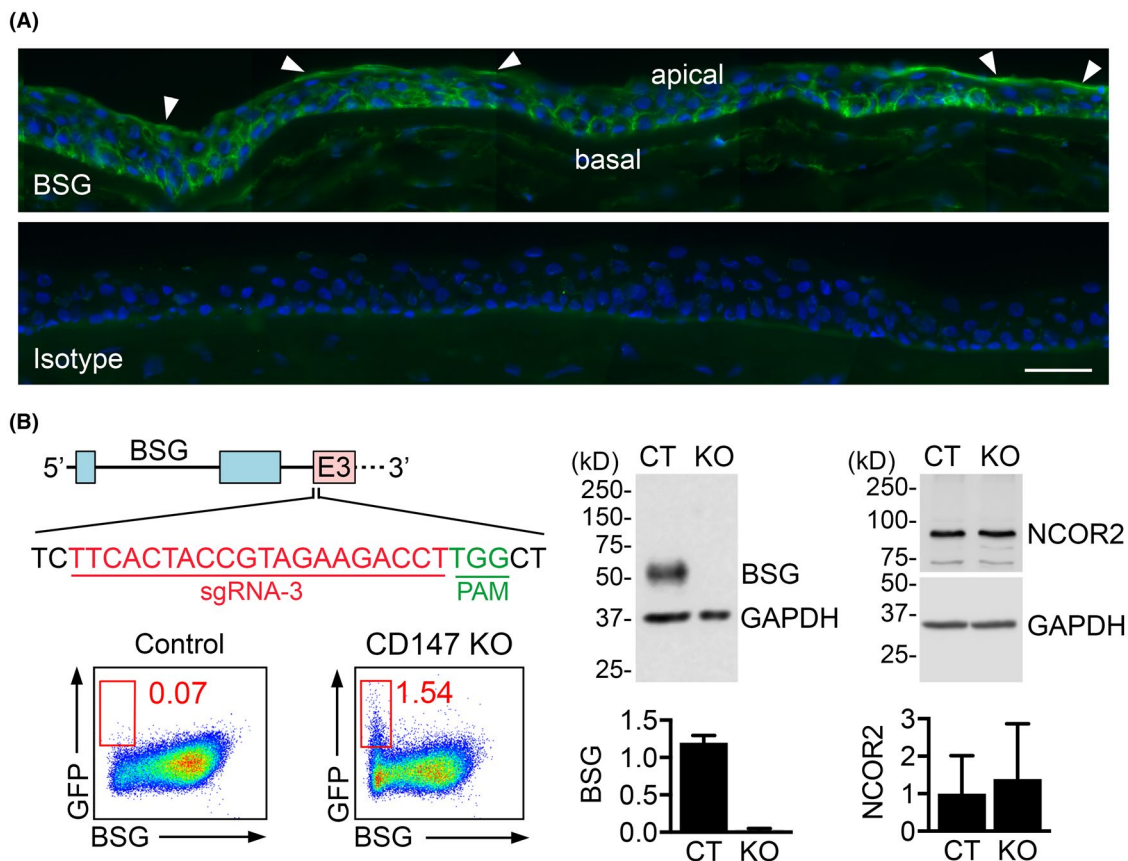 (A)
apical
basal
BSG
Isotype
(B)
5' BSG E3 3'
TCTTCACTACCGTAGAAGACCTTGGCT
sgRNA-3 PAM
Control
0.07
GFP
BSG
CD147 KO
1.54
GFP
BSG
(kD) CT KO
250-
150-
100-
75-
50- BSG
37- GAPDH
25-
1.5
1.0
0.5
0.0
BSG
CT KO
(kD) CT KO
250-
100- NCOR2
75-
50-
37- GAPDH
25-
3
2
1
0
NCOR2
CT KO